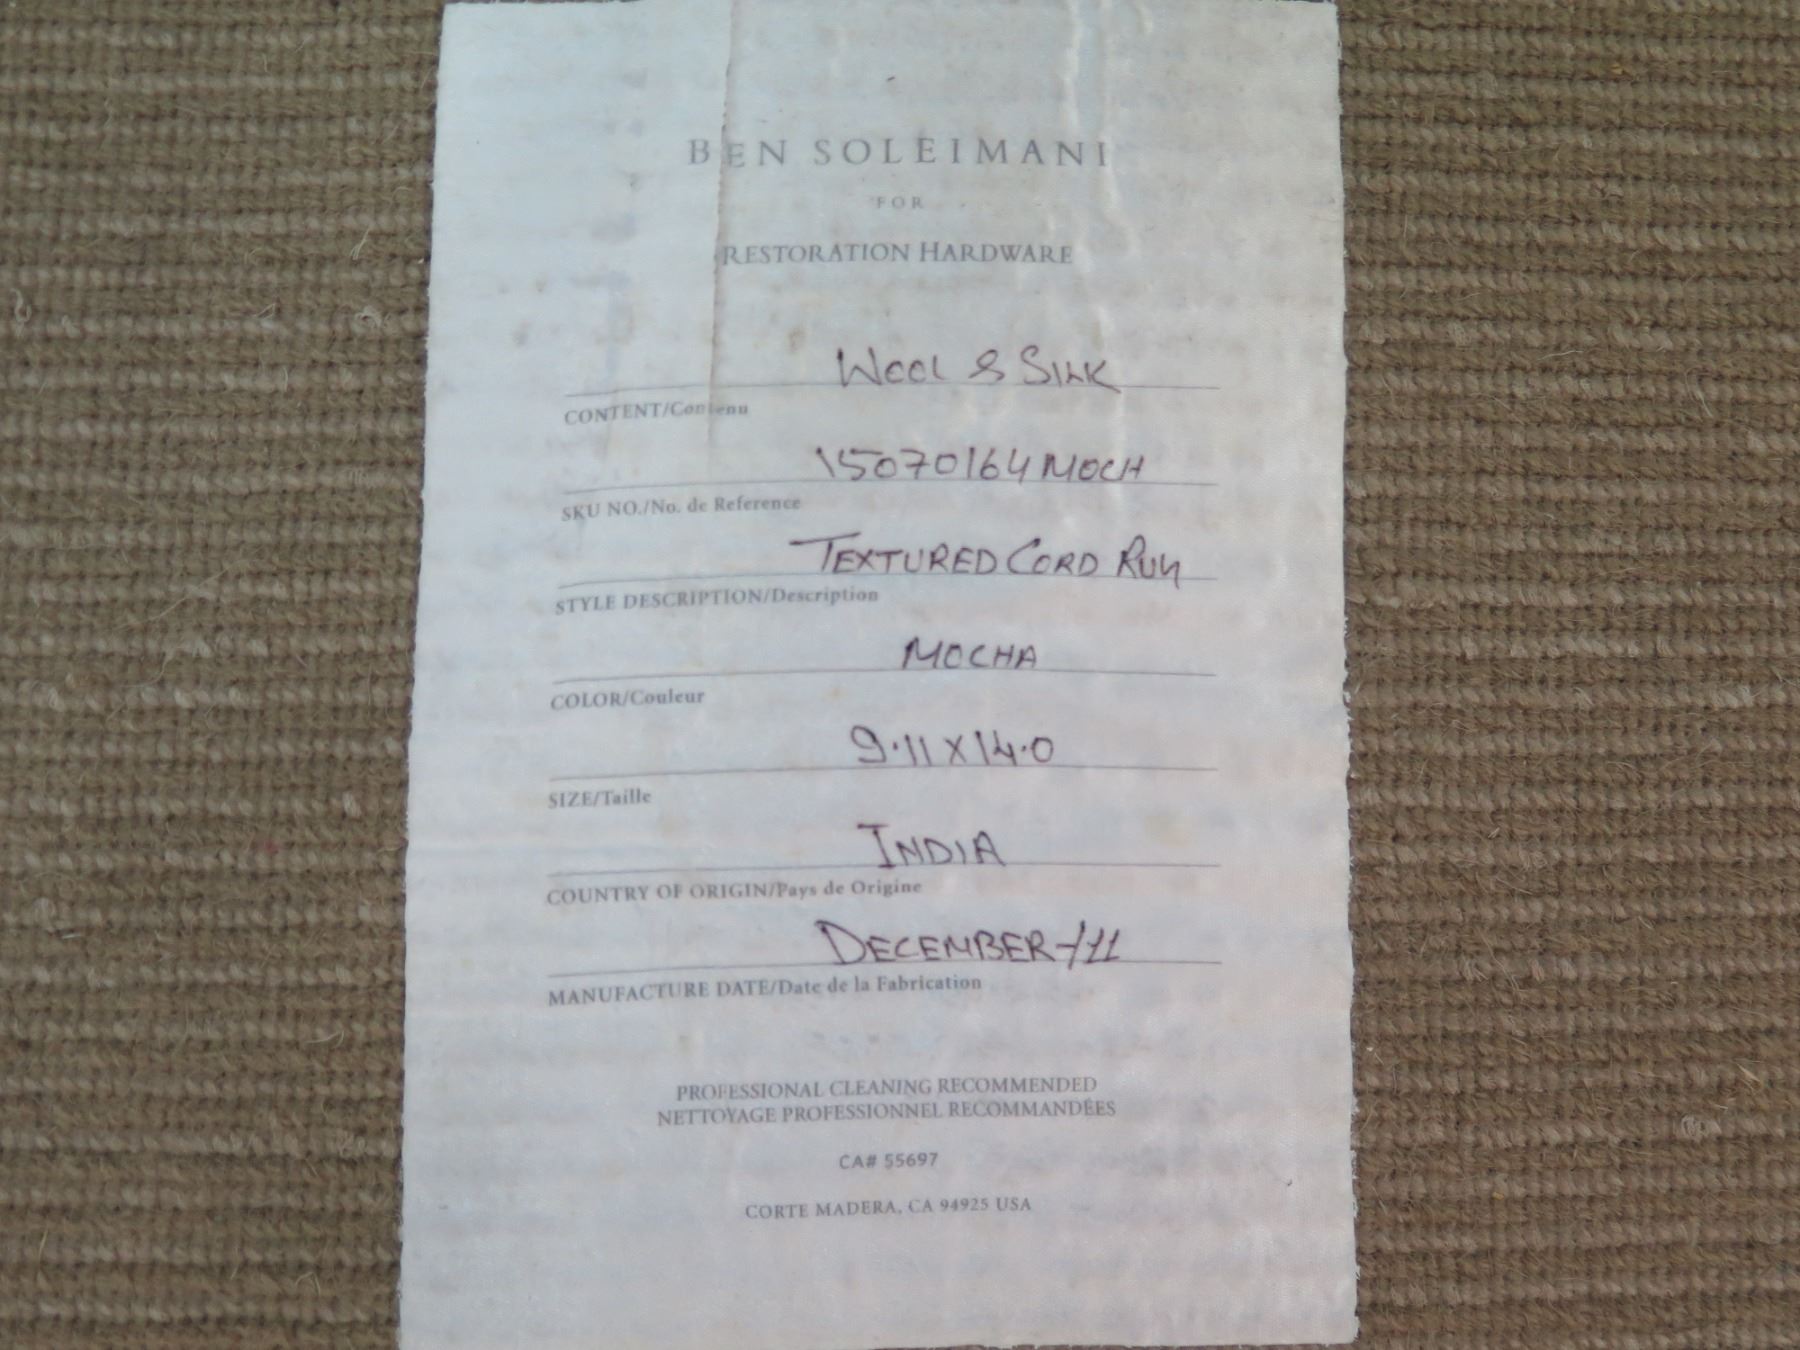 BEN SOLEIMANI
FOR
RESTORATION HARDWARE
WOOL & SILK
CONTENT/Contenu
15070164 MOCH
SKU NO./No. de Reference
TEXTURED CORD RUG
STYLE DESCRIPTION/Description
MOCHA
COLOR/Couleur
9·11 X 14·0
SIZE/Taille
INDIA
COUNTRY OF ORIGIN/Pays de Origine
DECEMBER-/11
MANUFACTURE DATE/Date de la Fabrication
PROFESSIONAL CLEANING RECOMMENDED
NETTOYAGE PROFESSIONNEL RECOMMANDÉES
CA# 55697
CORTE MADERA, CA 94925 USA